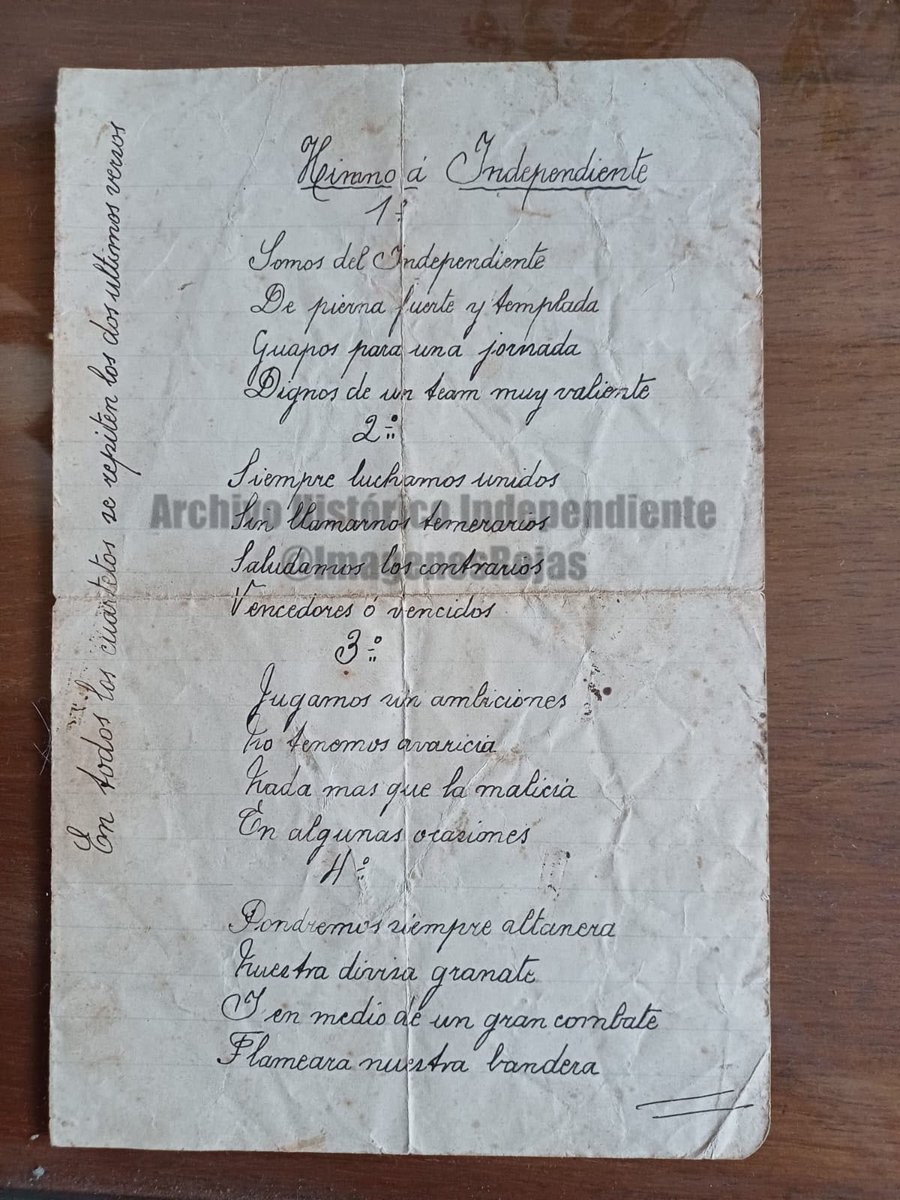 Himno á Independiente
1º
Somos del Independiente
De pierna fuerte y templada
Guapos para una jornada
Dignos de un team muy valiente
2º
Siempre luchamos unidos
Sin llamarnos temerarios
Saludamos los contrarios
Vencedores ó vencidos
3º
Jugamos sin ambiciones
No tenemos avaricia
Nada mas que la malicia
En algunas ocasiones
4º
Pondremos siempre altanera
Nuestra divisa granate
I en medio de un gran combate
Flameara nuestra bandera
En todos los cuartetos se repiten los dos ultimos versos
Archivo Histórico Independiente
@ImagenesRojas